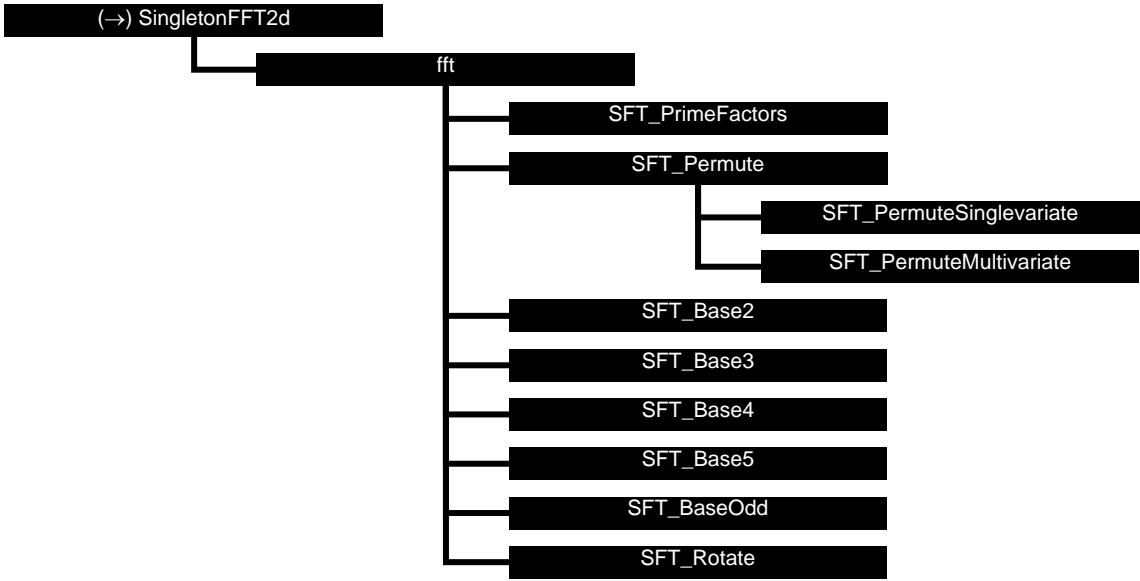 (→) SingletonFFT2d
fft
SFT_PrimeFactors
SFT_Permute
SFT_PermuteSinglevariate
SFT_PermuteMultivariate
SFT_Base2
SFT_Base3
SFT_Base4
SFT_Base5
SFT_BaseOdd
SFT_Rotate